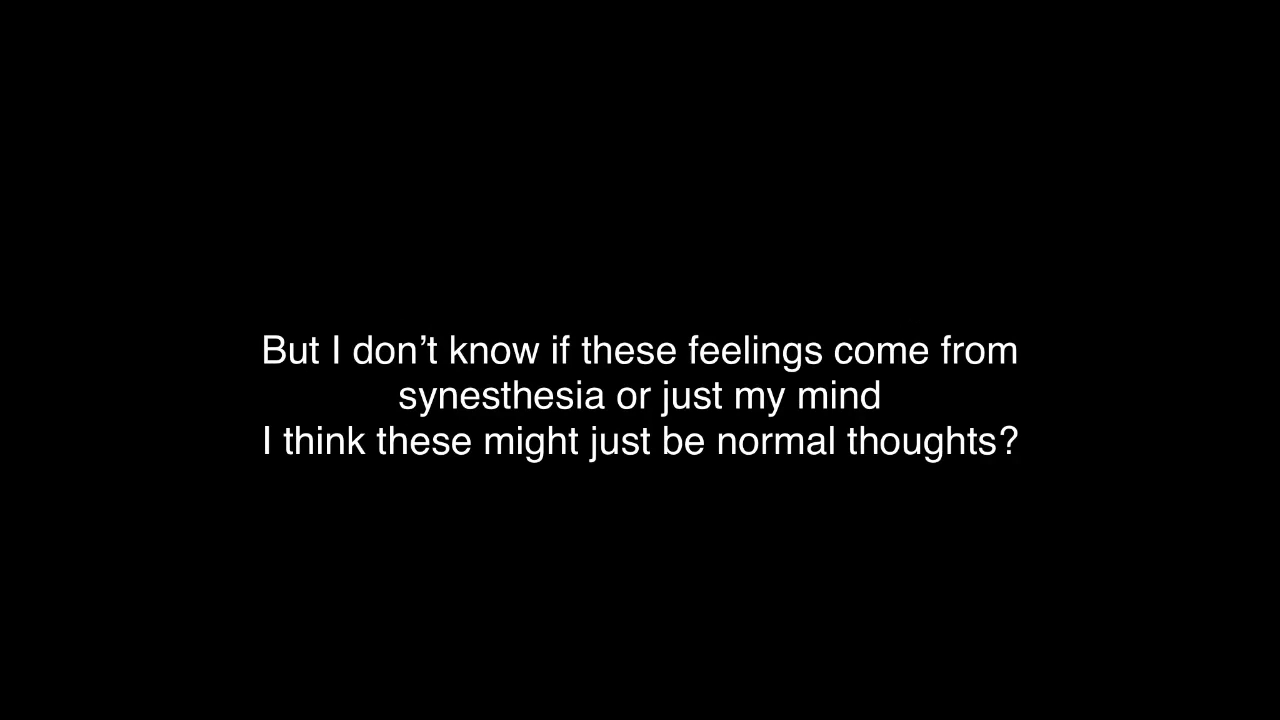 But I don’t know if these feelings come from
synesthesia or just my mind
I think these might just be normal thoughts?